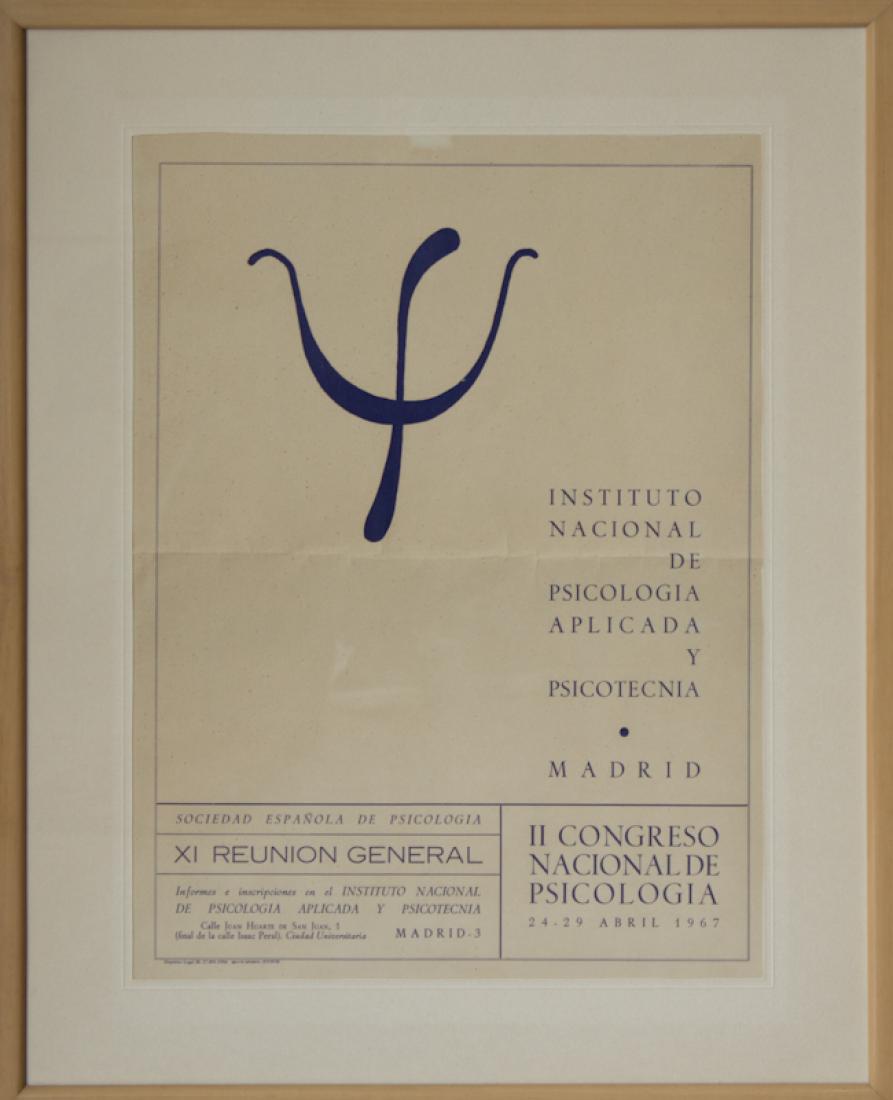 INSTITUTO
NACIONAL
DE
PSICOLOGIA
APLICADA
Y
PSICOTECNIA
•
MADRID
SOCIEDAD ESPAÑOLA DE PSICOLOGIA
XI REUNION GENERAL
Informes e inscripciones en el INSTITUTO NACIONAL
DE PSICOLOGIA APLICADA Y PSICOTECNIA
Calle JUAN HUARTE DE SAN JUAN, 1
(final de la calle Isaac Peral). Ciudad Universitaria
MADRID-3
II CONGRESO
NACIONAL DE
PSICOLOGIA
24-29 ABRIL 1967